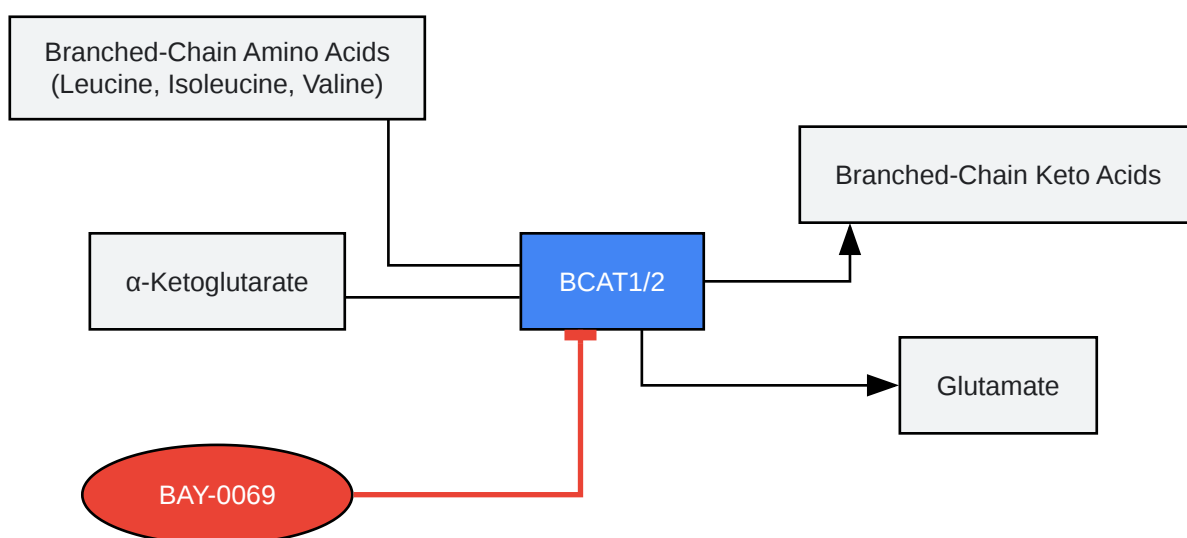 Branched-Chain Amino Acids
(Leucine, Isoleucine, Valine)
Branched-Chain Keto Acids
α-Ketoglutarate
BCAT1/2
Glutamate
BAY-0069